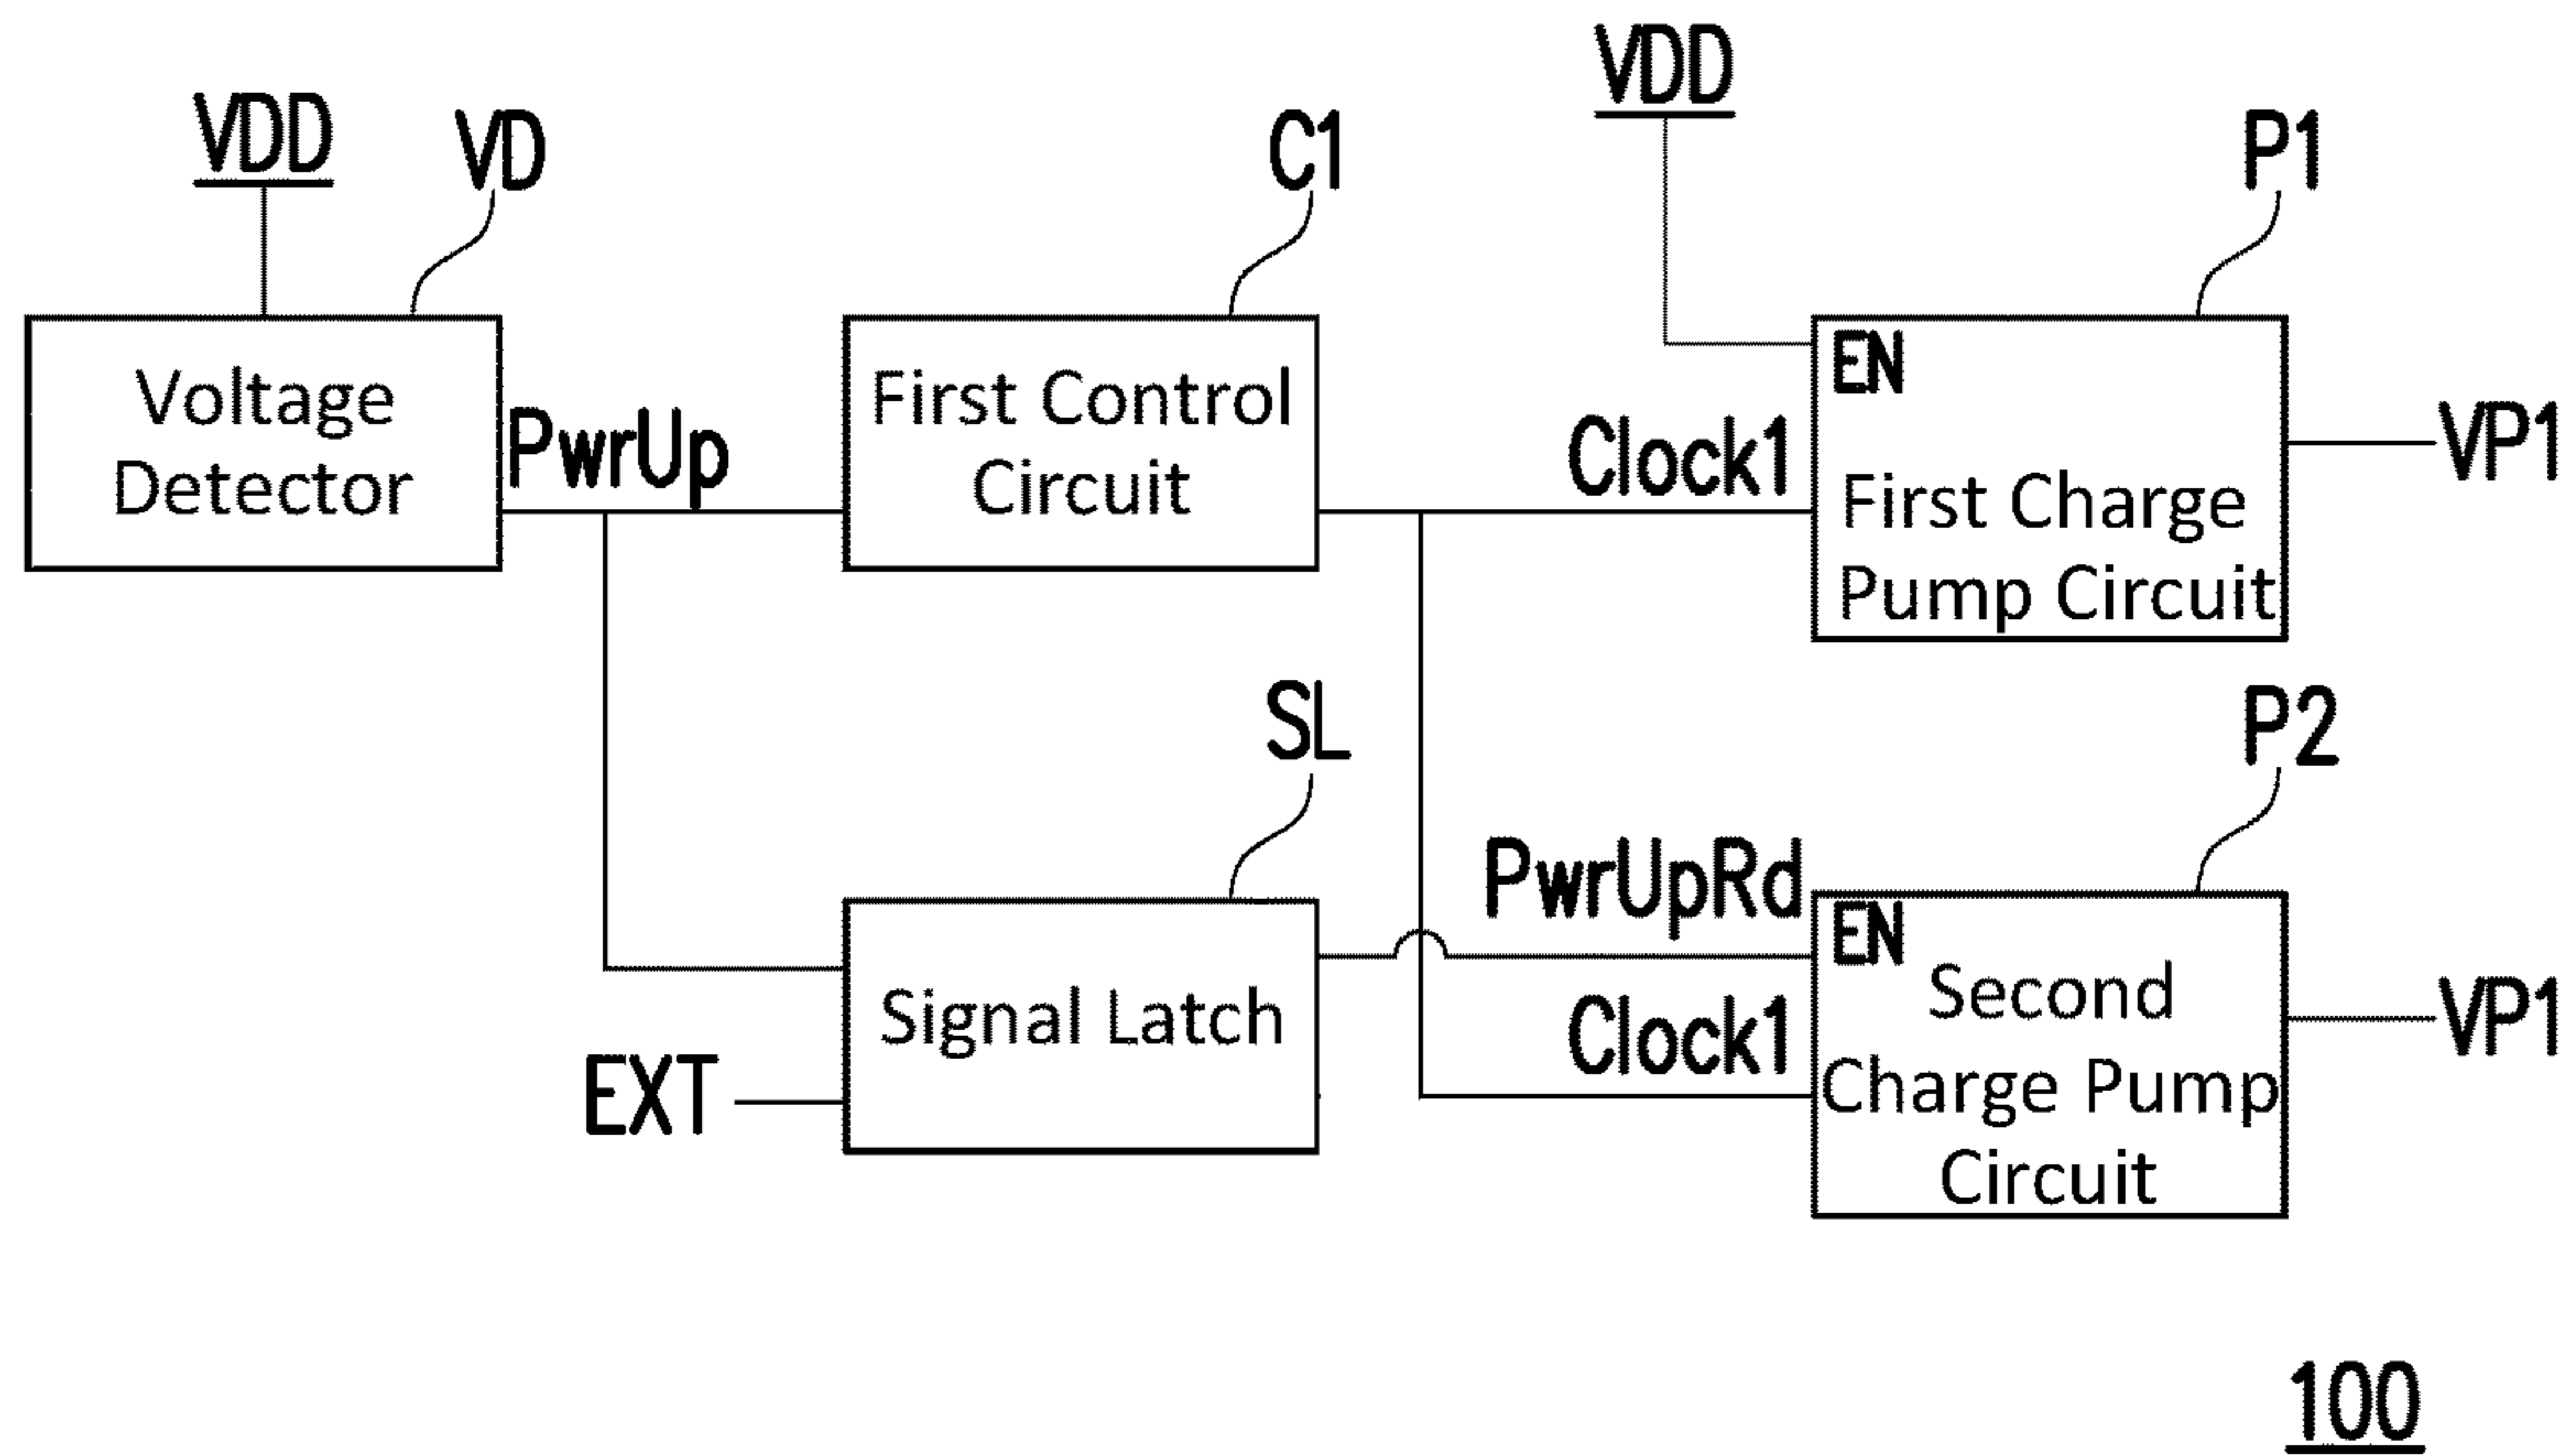 VDD
VDD
VD
C1
P1
Voltage
Detector
PwrUp
First Control
Circuit
Clock1
EN
First Charge
Pump Circuit
VP1
SL
P2
PwrUpRd
EN
Signal Latch
EXT
Clock1
Second
Charge Pump
Circuit
VP1
100